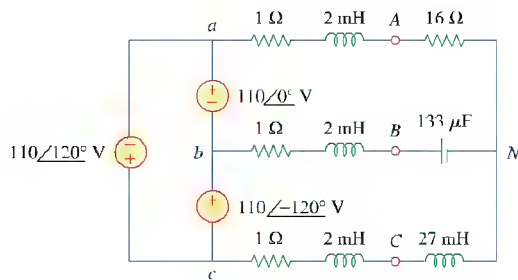 1 Ω 2 mH A 16 Ω
a
+
−
110/0° V
1 Ω 2 mH B 133 μF
110/120° V
−
+
b
N
+
110/−120° V
1 Ω 2 mH C 27 mH
c